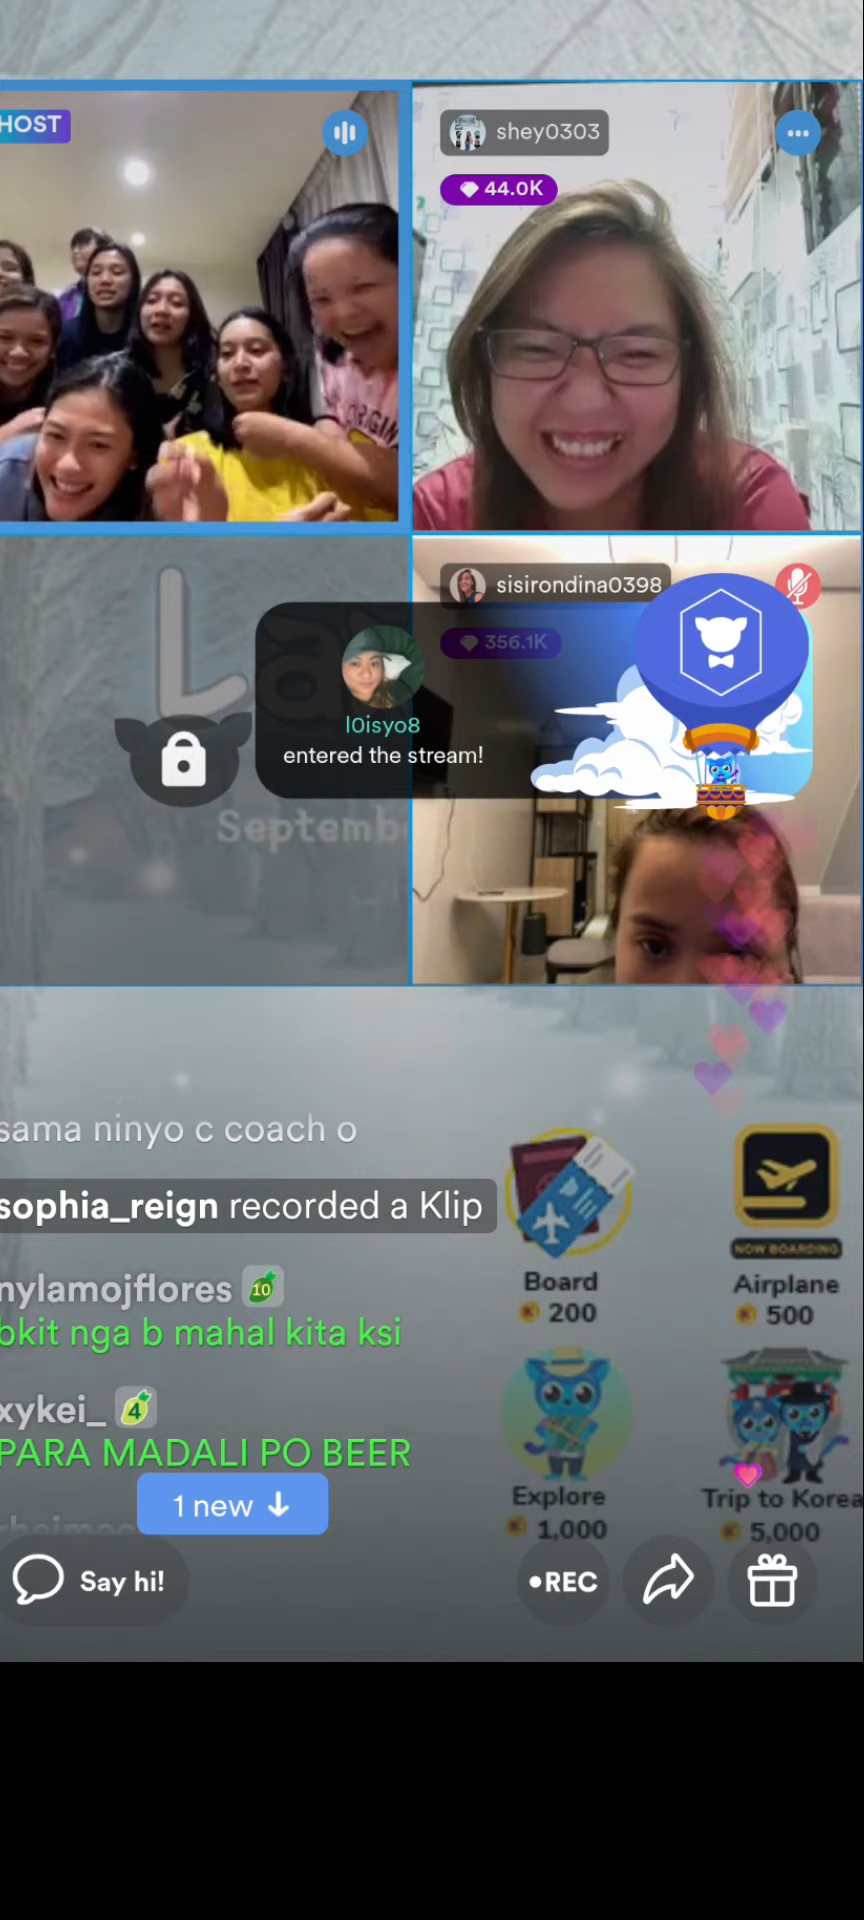 HOST
shey0303
44.0K
sisirondina0398
356.1K
l0isyo8
entered the stream!
La
Septemb
sama ninyo c coach o
sophia_reign recorded a Klip
nylamojflores 10
bkit nga b mahal kita ksi
xykei_ 4
PARA MADALI PO BEER
1 new
Say hi!
NOW BOARDING
Board
200
Airplane
500
Explore
1,000
Trip to Korea
5,000
REC